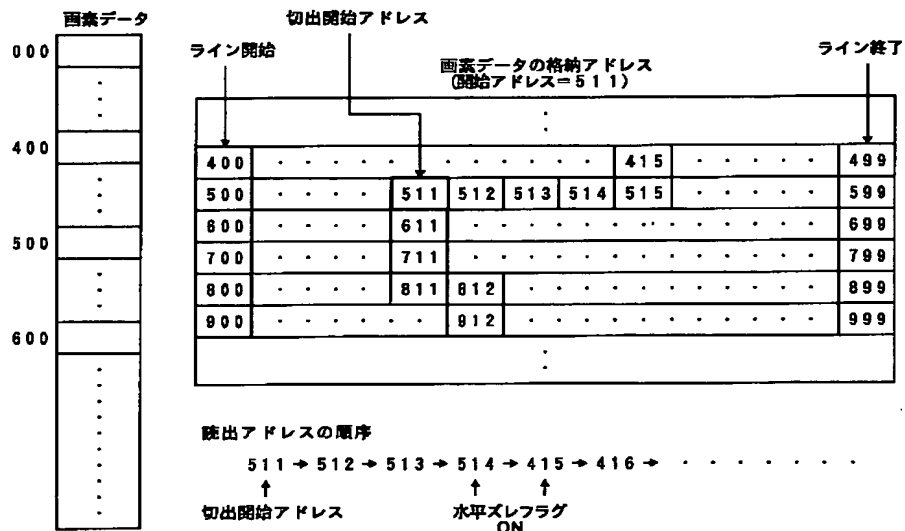 画素データ
切出開始アドレス
000
ライン開始
ライン終了
画素データの格納アドレス
(開始アドレス=511)
400
400 415 499
500 511 512 513 514 515 599
600 611 699
500
700 711 799
800 811 812 899
900 912 999
600
読出アドレスの順序
511→512→513→514→415→416→・・・・・・・
切出開始アドレス
水平ズレフラグ
ON